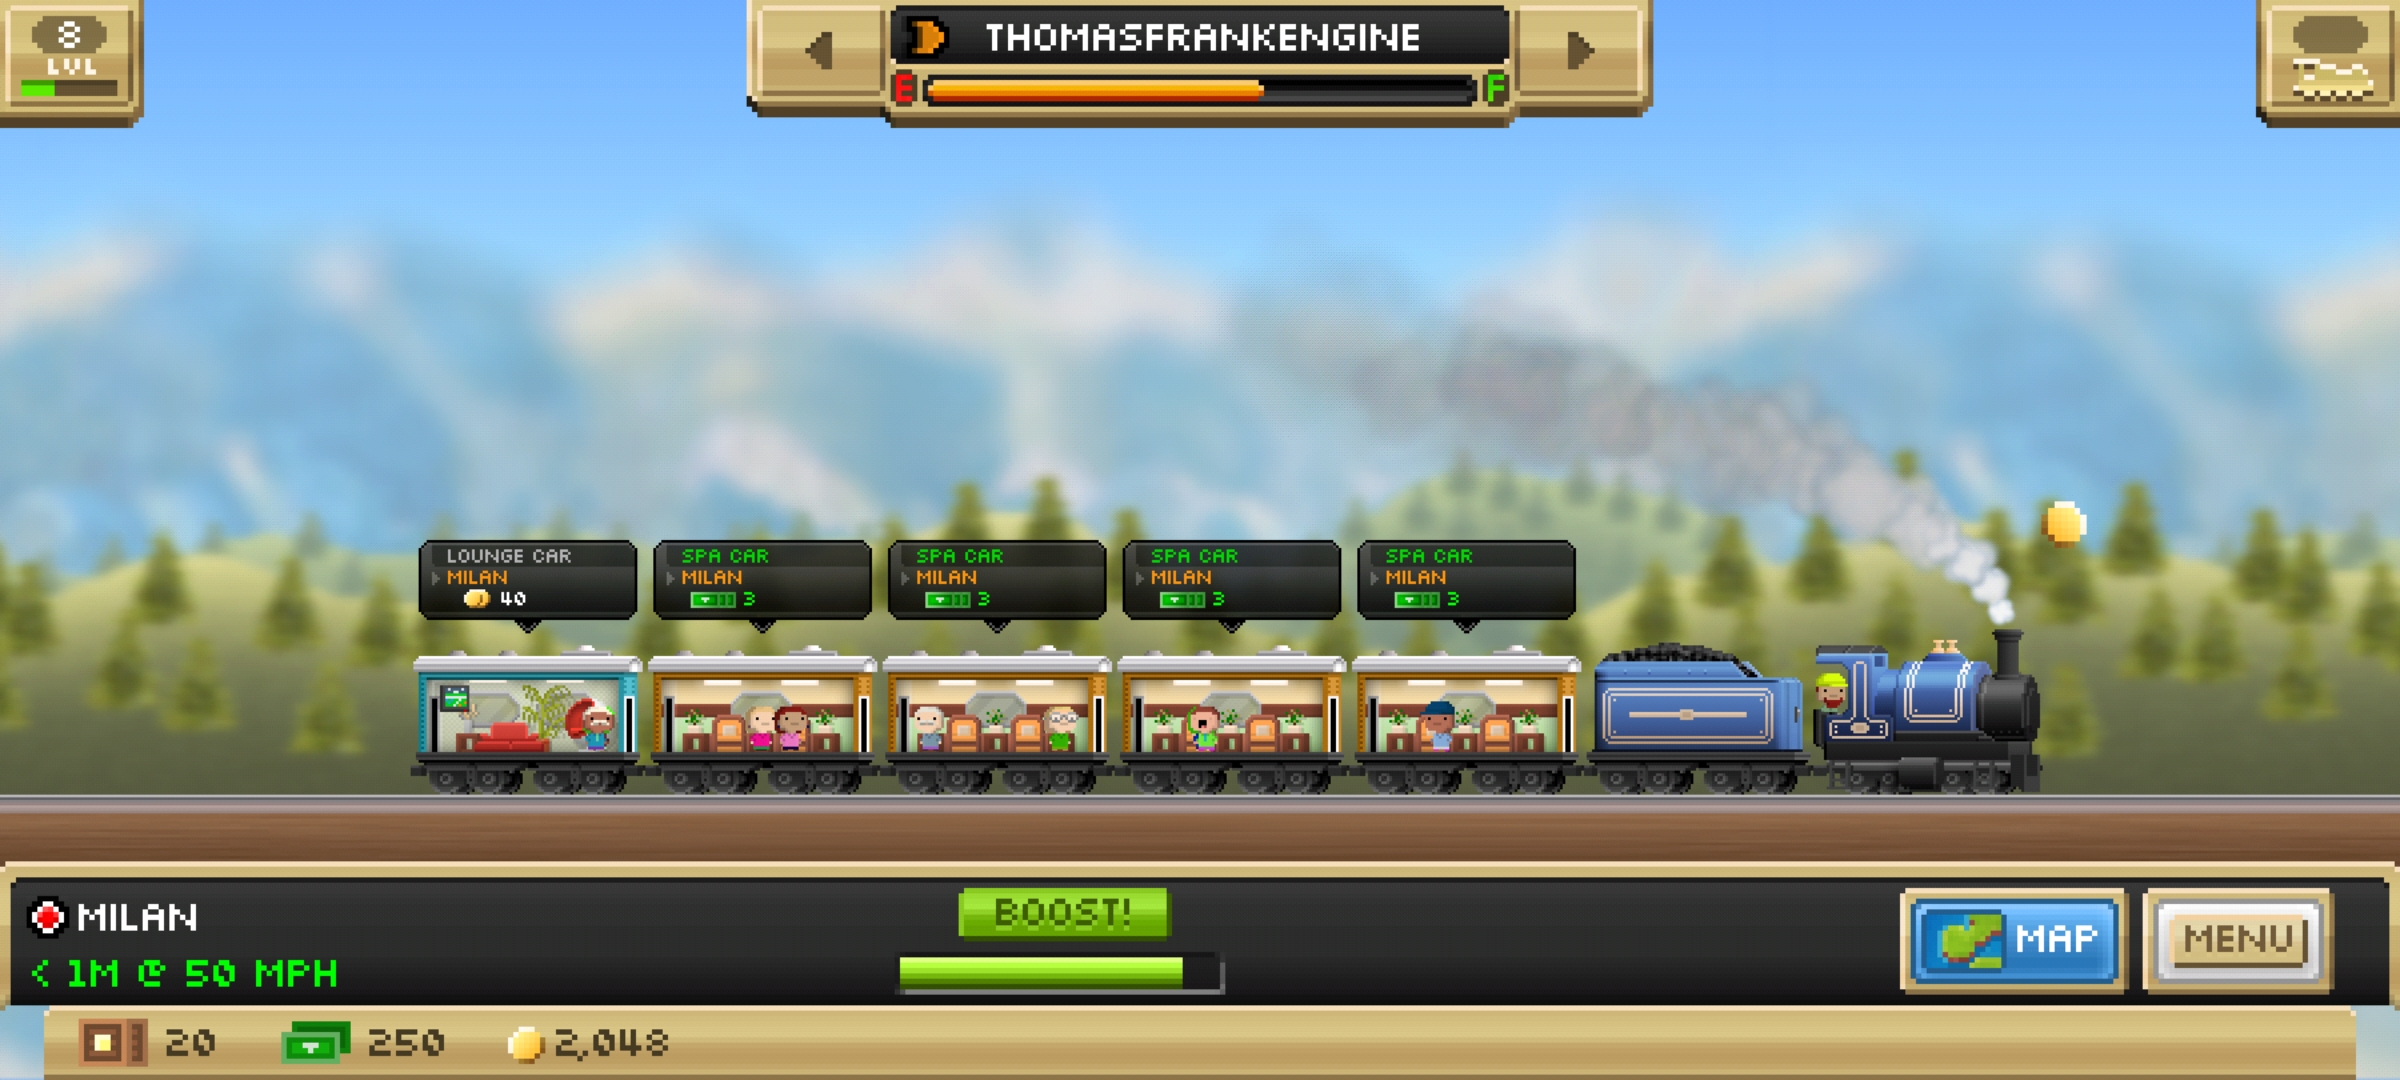 8
LVL
THOMASFRANKENGINE
E F
LOUNGE CAR
MILAN
40
SPA CAR
MILAN
3
SPA CAR
MILAN
3
SPA CAR
MILAN
3
SPA CAR
MILAN
3
MILAN
< 1M @ 50 MPH
BOOST!
MAP
MENU
20
250
2,048